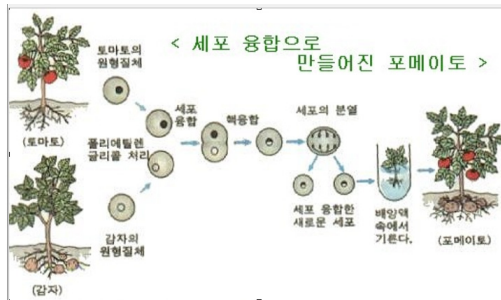 < 세포 융합으로
만들어진 포메이토 >
토마토의
원형질체
(토마토)
세포
융합
폴리에틸렌
글리콜 처리
핵융합
세포의 분열
감자의
원형질체
(감자)
세포 융합한
새로운 세포
배양액
속에서
기른다.
(포메이토)